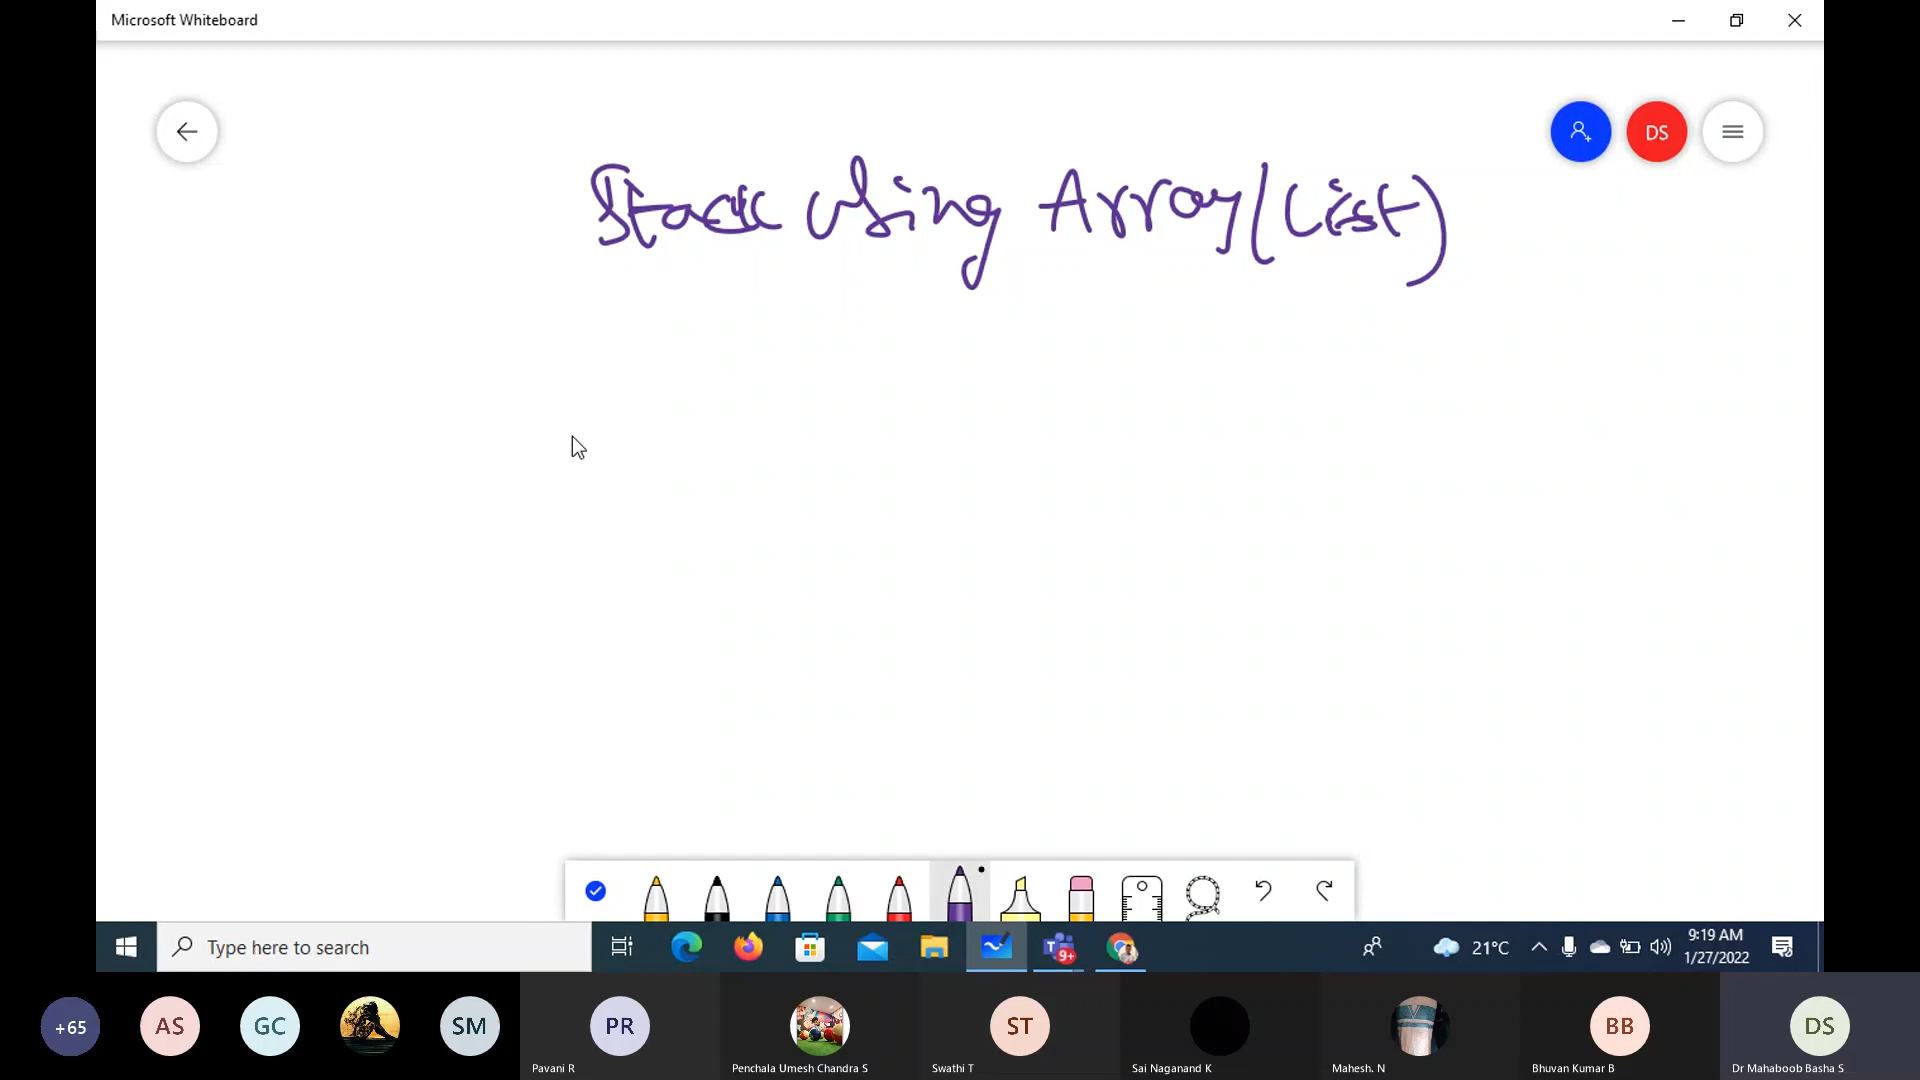 Microsoft Whiteboard
DS
Stack Using Array/List)
Type here to search
9+
21°C
9:19 AM
1/27/2022
+65
AS
GC
SM
PR
ST
BB
DS
Pavani R
Penchala Umesh Chandra S
Swathi T
Sai Naganand K
Mahesh. N
Bhuvan Kumar B
Dr Mahaboob Basha S